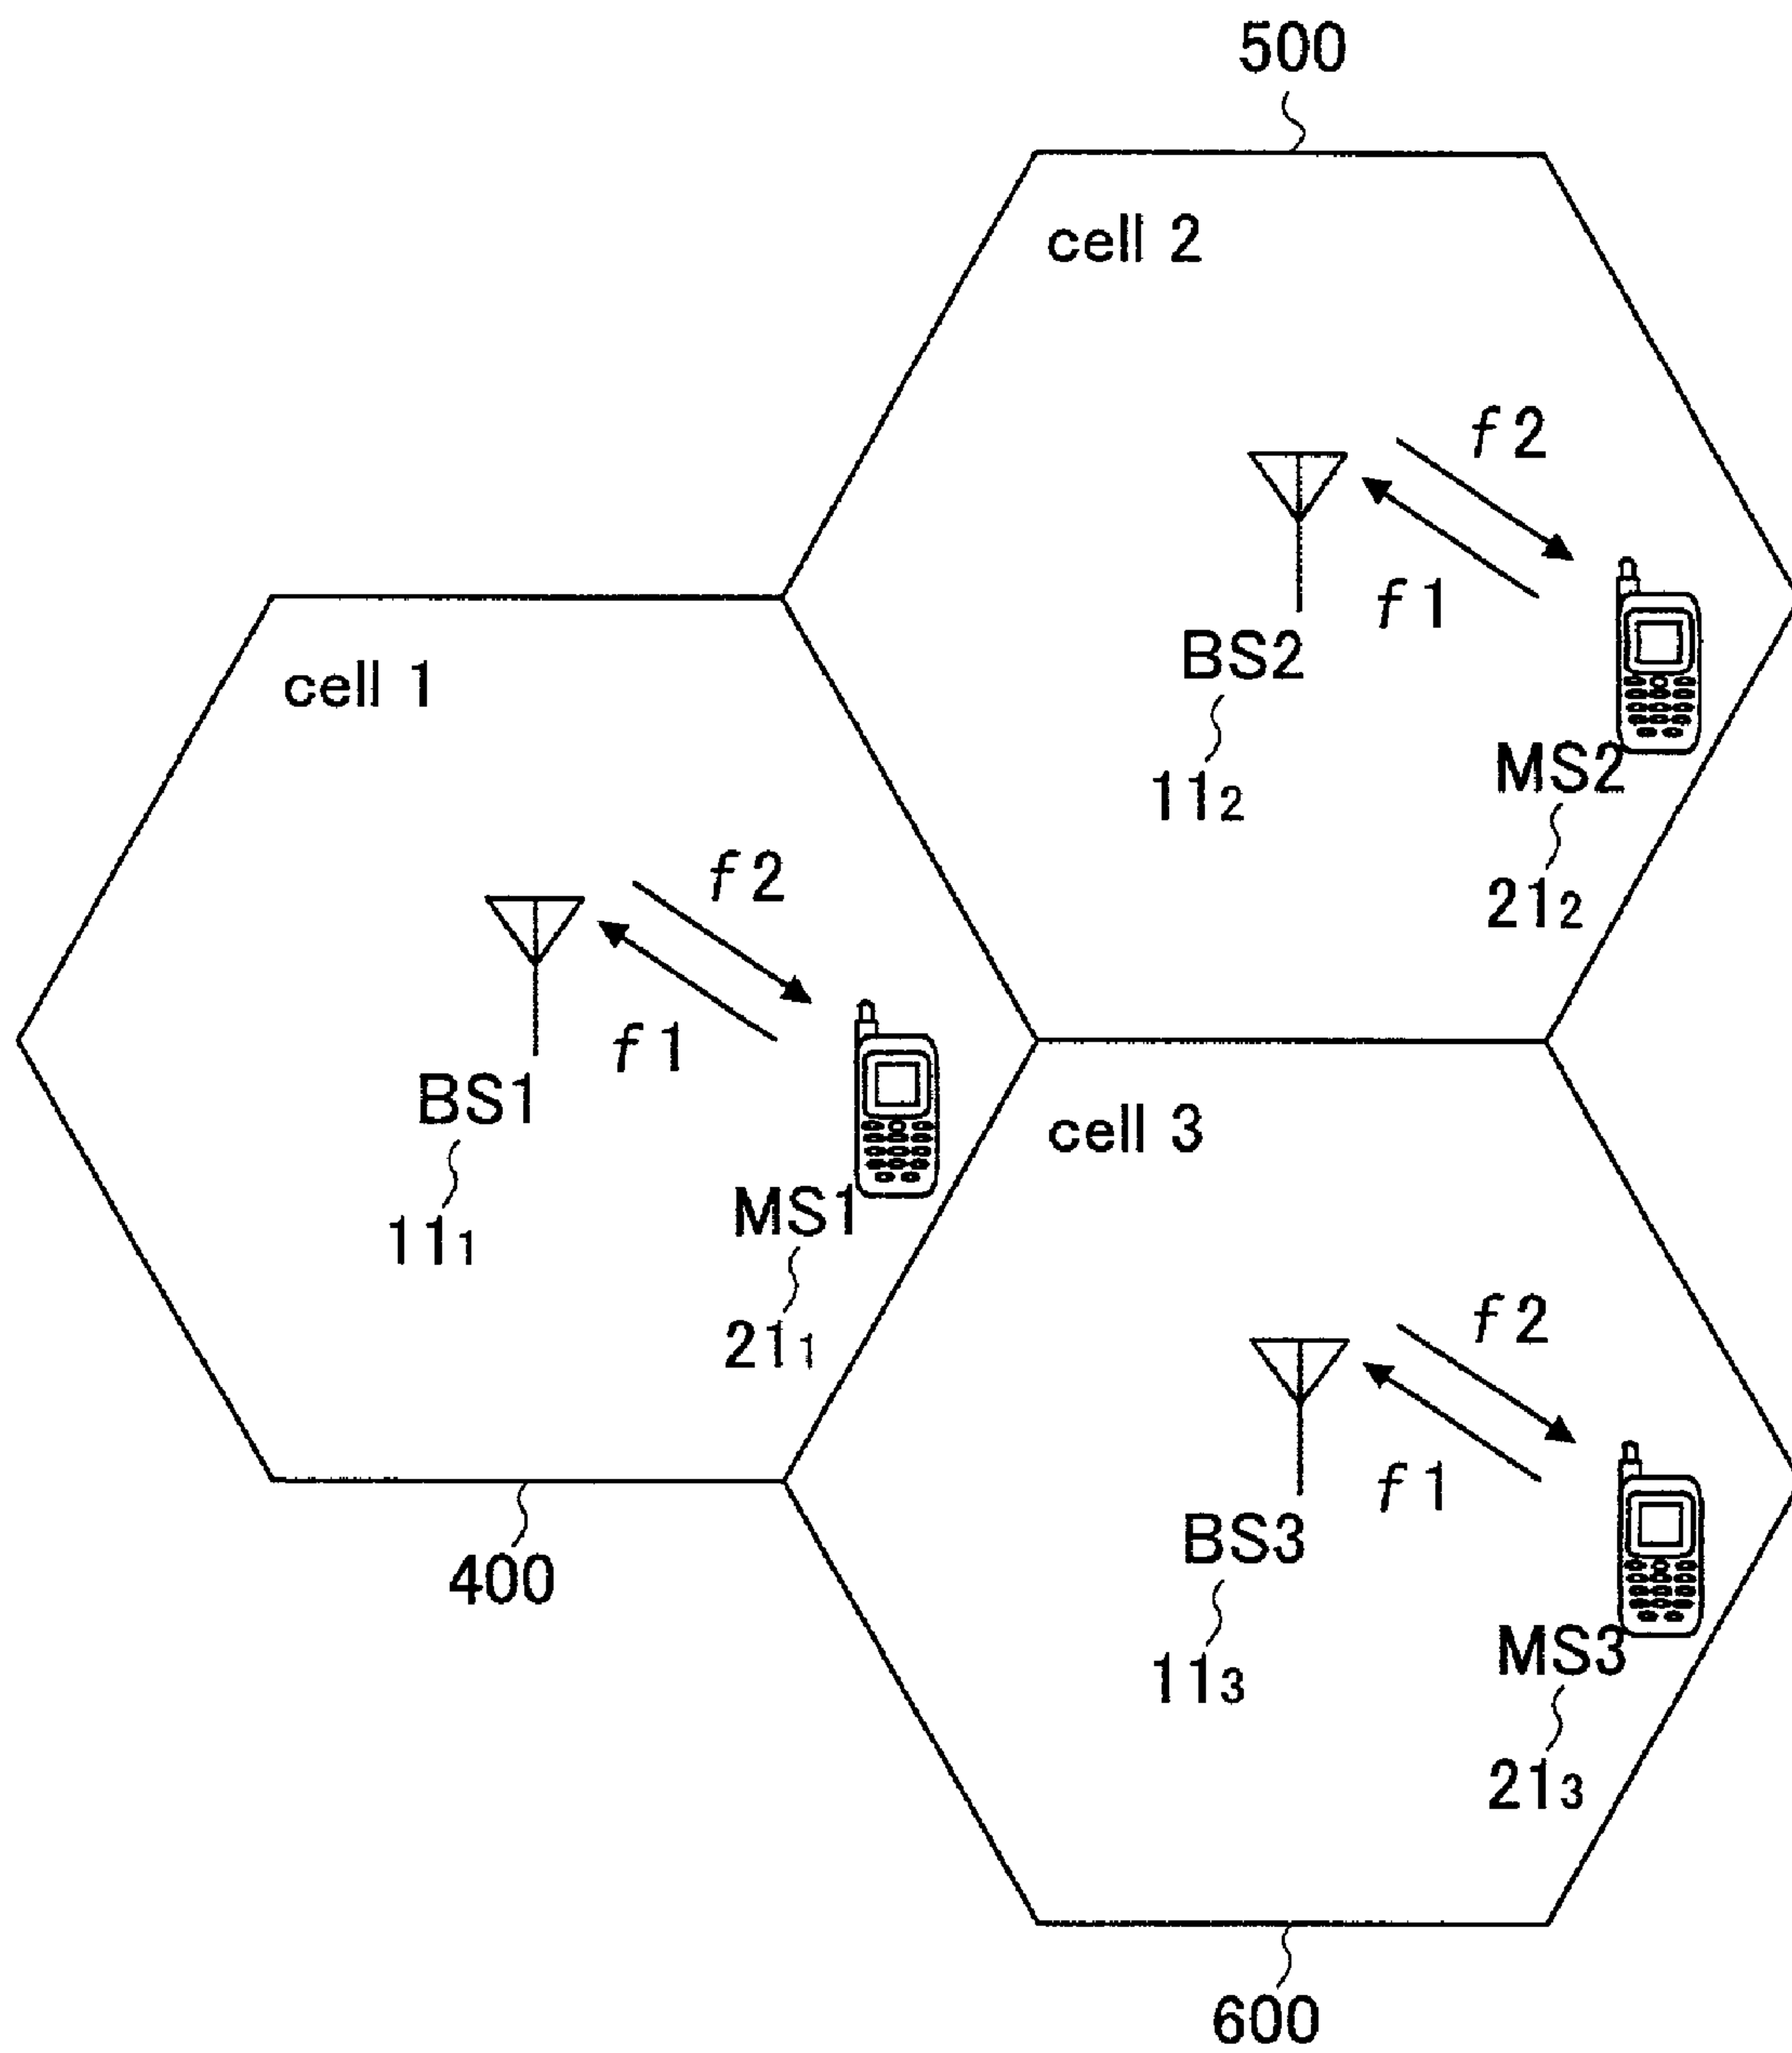 500
cell 2
f2
f1
BS2
11₂
MS2
21₂
cell 1
f2
f1
BS1
11₁
MS1
21₁
400
cell 3
f2
f1
BS3
11₃
MS3
21₃
600